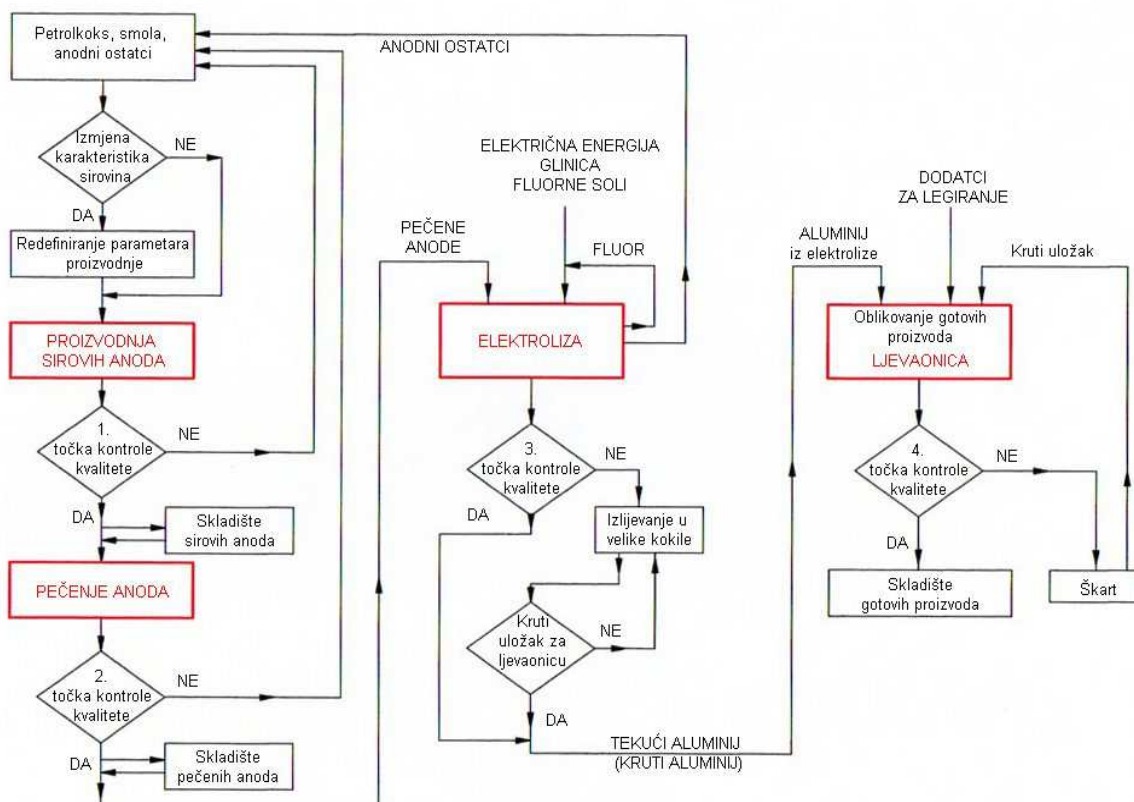 Petrolkoks, smola,
anodni ostatci
ANODNI OSTATCI
Izmjena
karakteristika
sirovina
NE
DA
Redefiniranje parametara
proizvodnje
PROIZVODNJA
SIROVIH ANODA
1.
točka kontrole
kvalitete
NE
DA
Skladište
sirovih anoda
PEČENJE ANODA
2.
točka kontrole
kvalitete
NE
DA
Skladište
pečenih anoda
PEČENE
ANODE
ELEKTRIČNA ENERGIJA
GLINICA
FLUORNE SOLI
FLUOR
ELEKTROLIZA
3.
točka kontrole
kvalitete
NE
DA
Izlijevanje u
velike kokile
Kruti
uložak za
ljevaonicu
NE
DA
TEKUĆI ALUMINIJ
(KRUTI ALUMINIJ)
ALUMINIJ
iz elektrolize
DODATCI
ZA LEGIRANJE
Kruti uložak
Oblikovanje gotovih
proizvoda
LJEVAONICA
4.
točka kontrole
kvalitete
NE
DA
Skladište
gotovih proizvoda
Škart